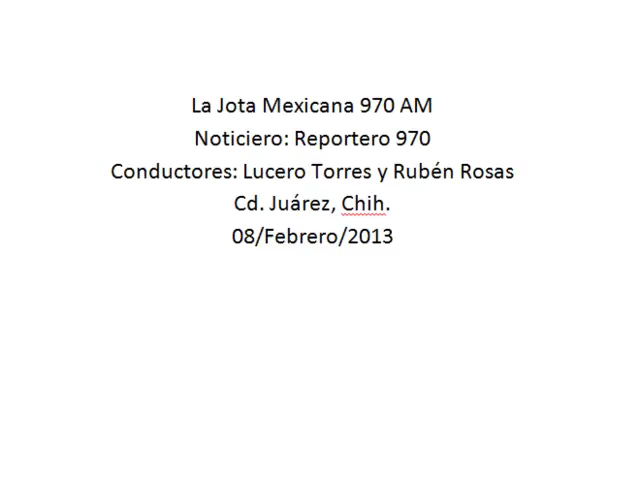 La Jota Mexicana 970 AM
Noticiero: Reportero 970
Conductores: Lucero Torres y Rubén Rosas
Cd. Juárez, Chih.
08/Febrero/2013